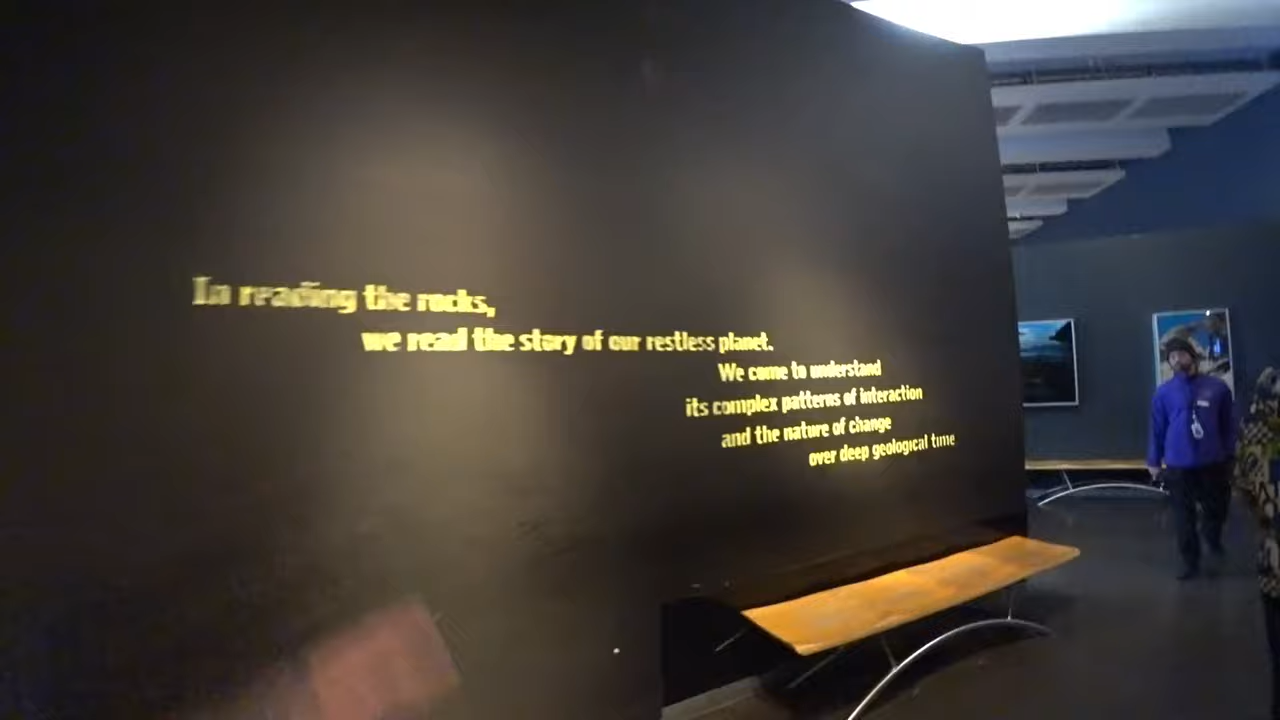 In reading the rocks,
we read the story of our restless planet.
We come to understand
its complex patterns of interaction
and the nature of change
over deep geological time